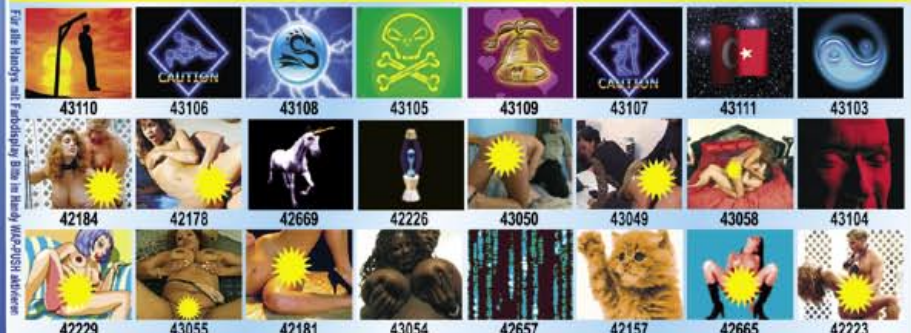 Für alle Handys mit Farbdisplay Bitte im Handy WAP-PUSH aktivieren
CAUTION
CAUTION
43110 43106 43108 43105 43109 43107 43111 43103
42184 42178 42669 42226 43050 43049 43058 43104
42229 43055 42181 43054 42657 42157 42665 42223